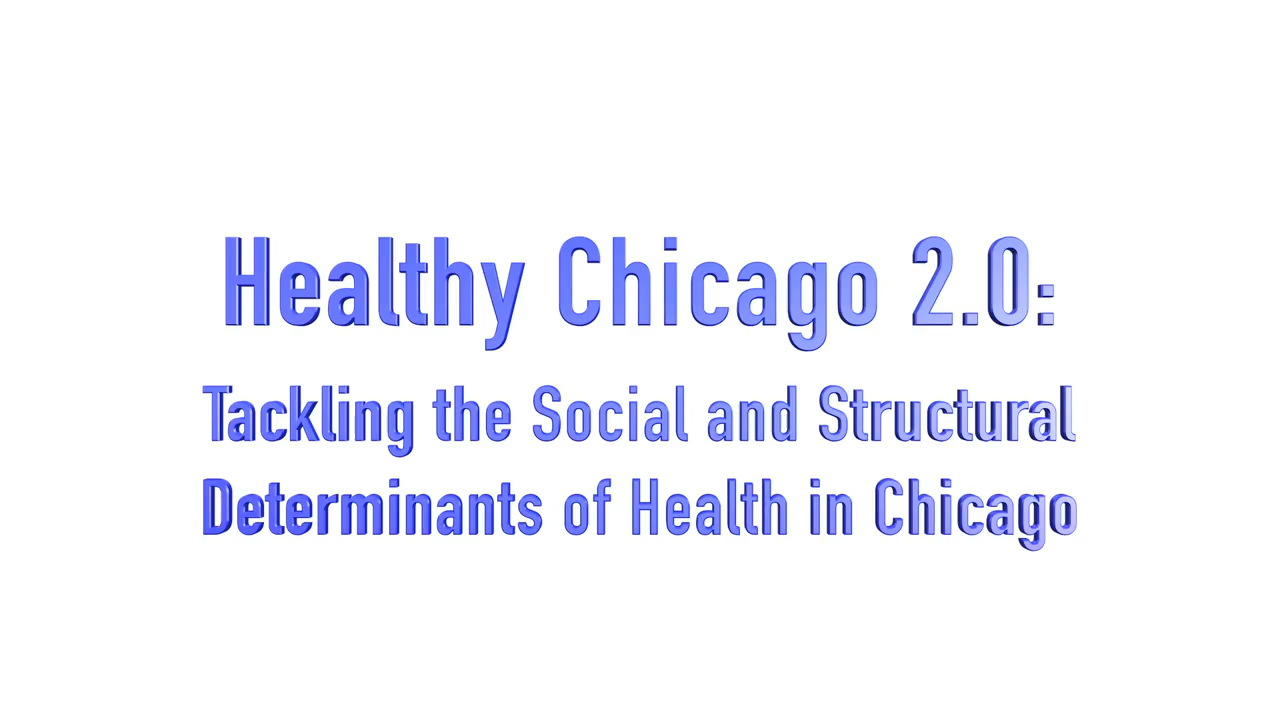 Healthy Chicago 2.0:
Tackling the Social and Structural
Determinants of Health in Chicago